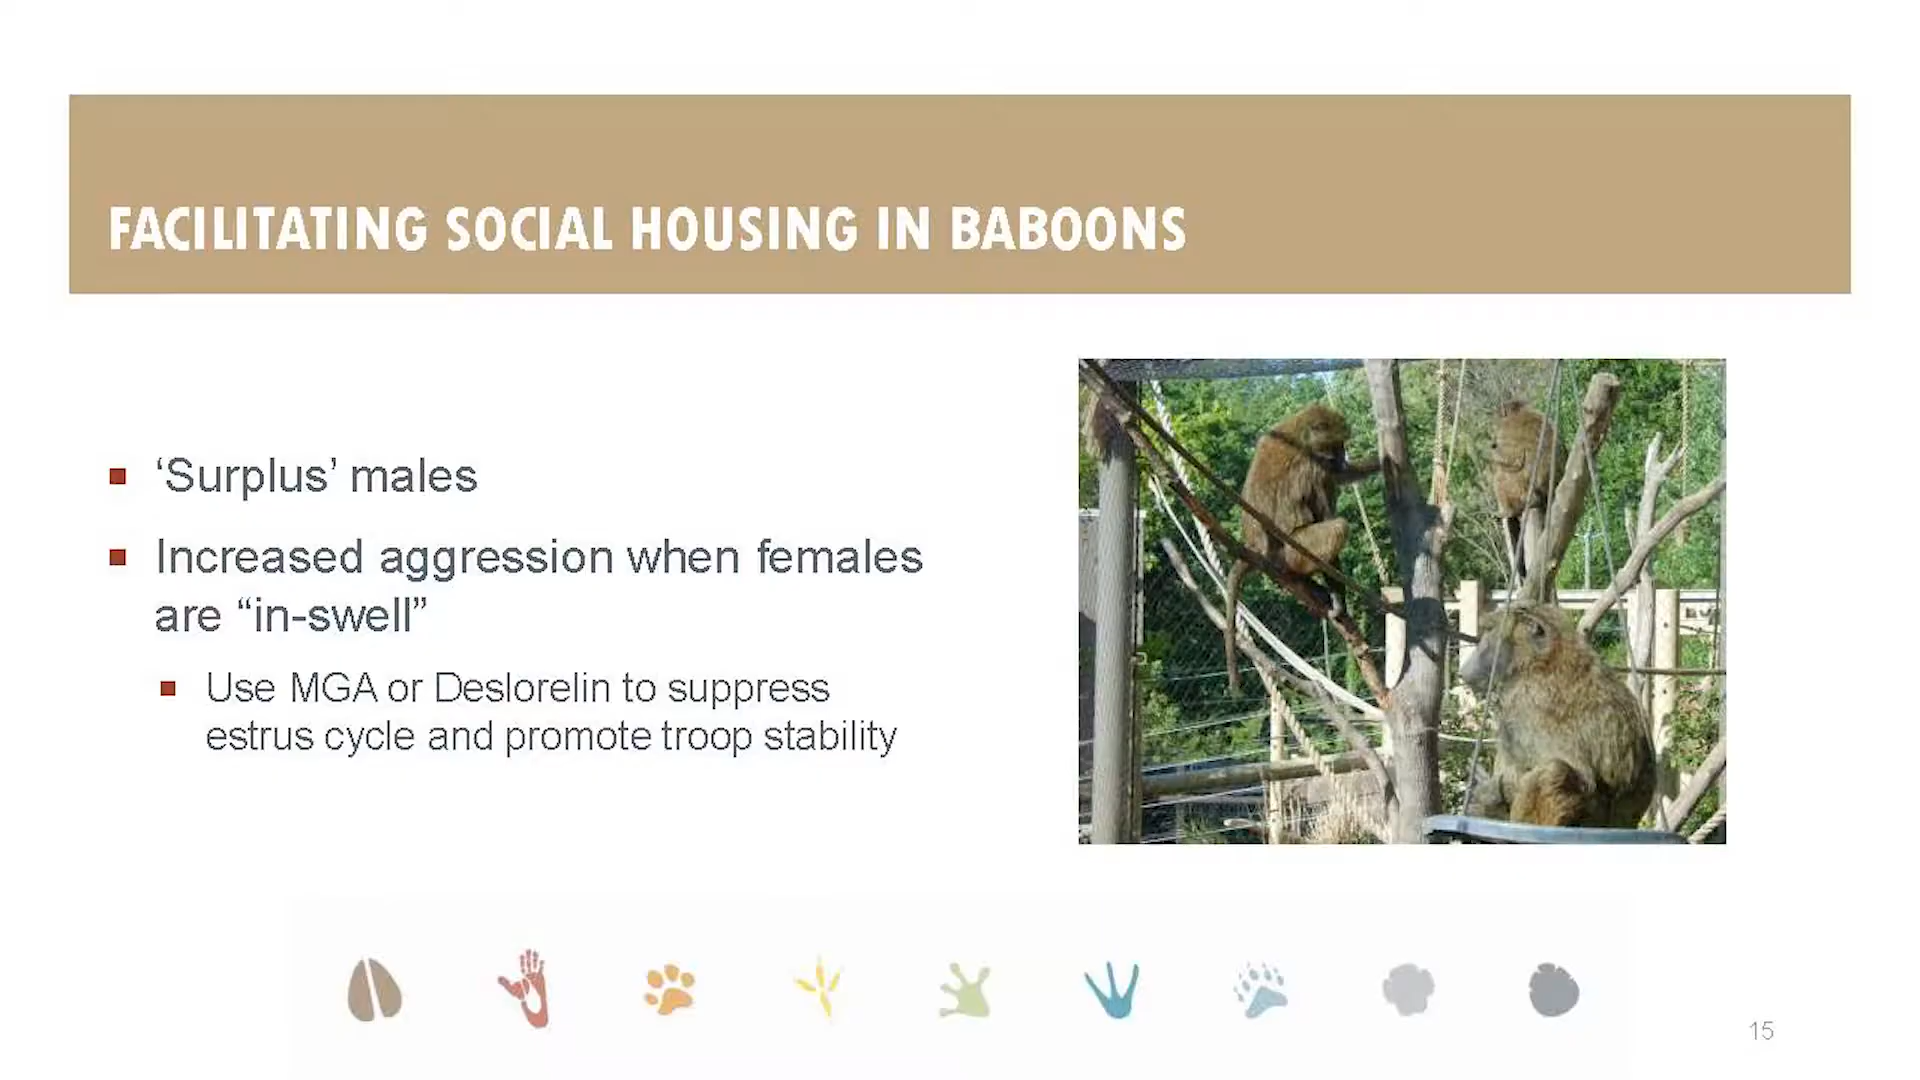 FACILITATING SOCIAL HOUSING IN BABOONS
‘Surplus’ males
Increased aggression when females
are “in-swell”
Use MGA or Deslorelin to suppress
estrus cycle and promote troop stability
15